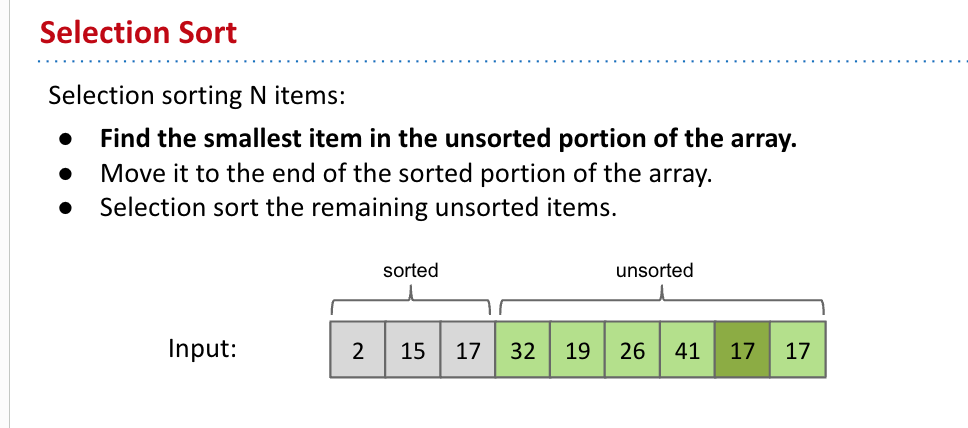 Selection Sort
Selection sorting N items:
● Find the smallest item in the unsorted portion of the array.
● Move it to the end of the sorted portion of the array.
● Selection sort the remaining unsorted items.
sorted unsorted
Input: 2 15 17 32 19 26 41 17 17